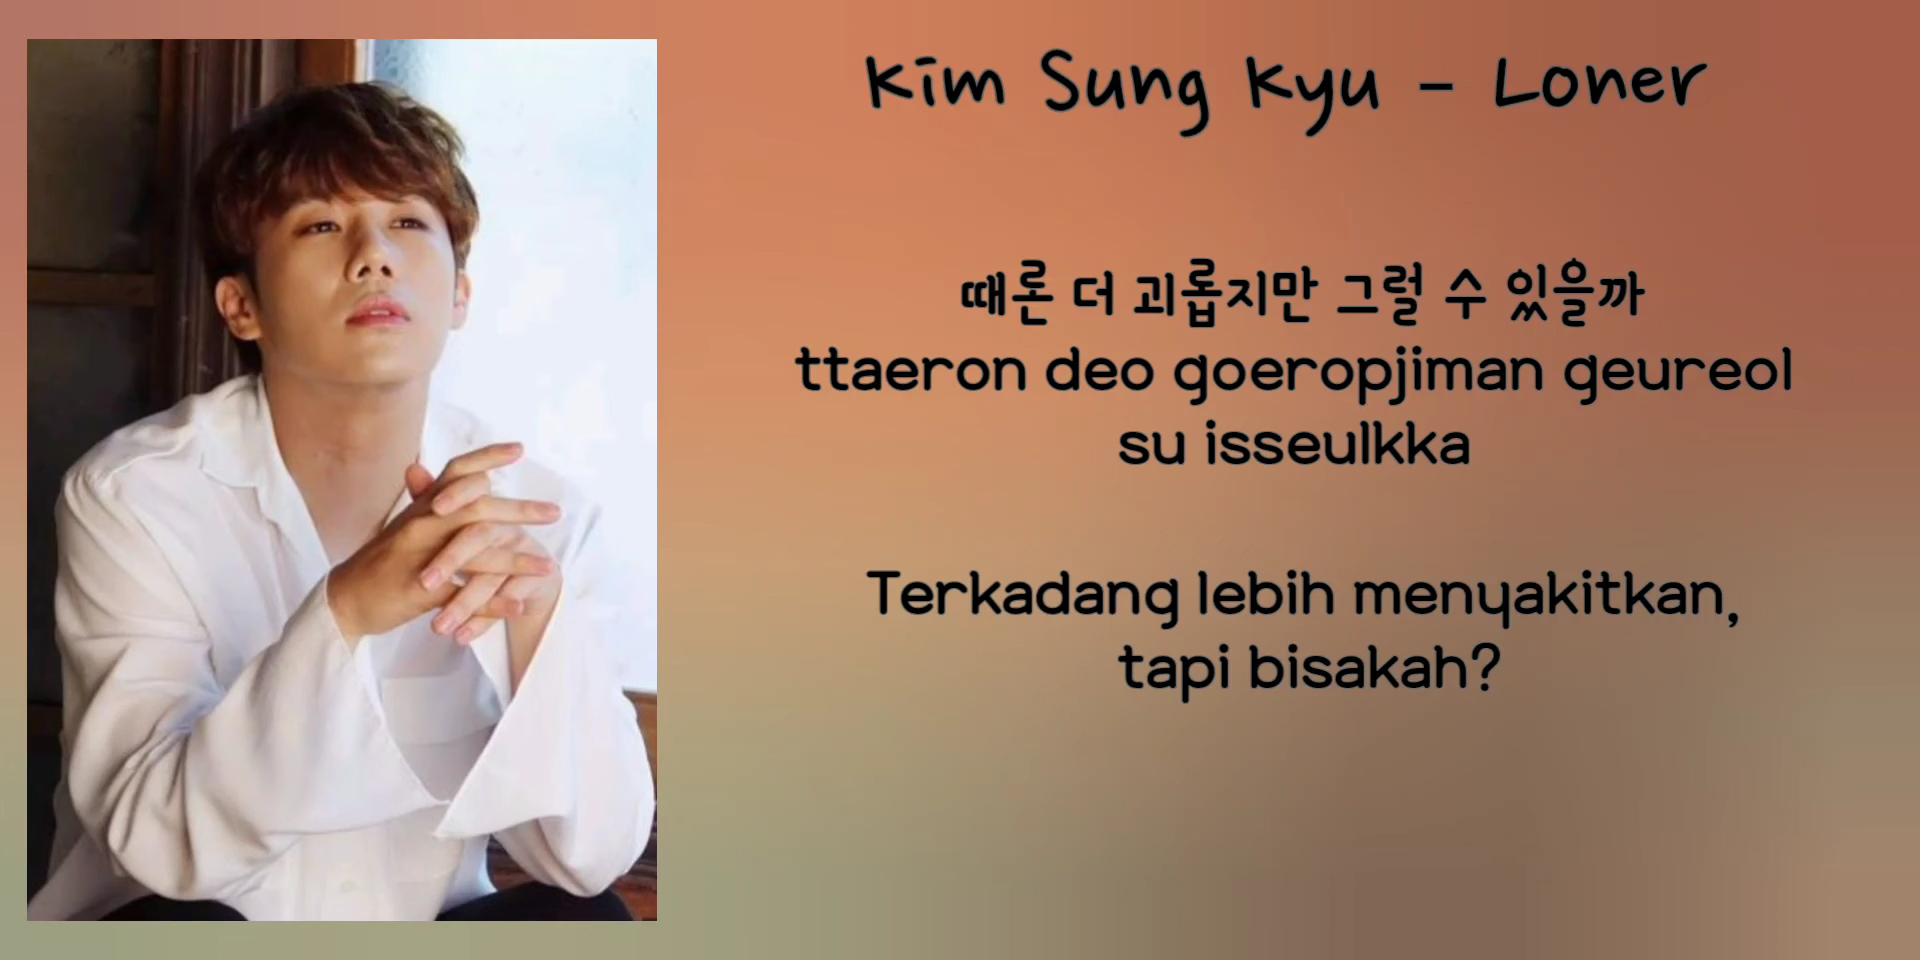 Kim Sung Kyu - Loner
때론 더 괴롭지만 그럴 수 있을까
ttaeron deo goeropjiman geureol
su isseulkka
Terkadang lebih menyakitkan,
tapi bisakah?